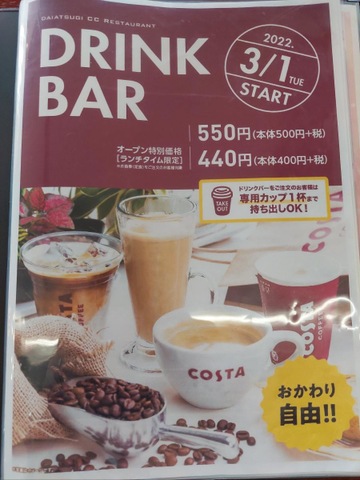 DAIATSUGI CC RESTAURANT
DRINK
BAR
2022.
3/1 TUE
START
550円(本体500円+税)
オープン特別価格
[ランチタイム限定]
440円(本体400円+税)
TAKE
OUT
ドリンクバーをご注文のお客様は
専用カップ1杯まで
持ち出しOK!
COSTA
COFFEE
COSTA
COSTA
COFFEE
COSTA
おかわり
自由!!